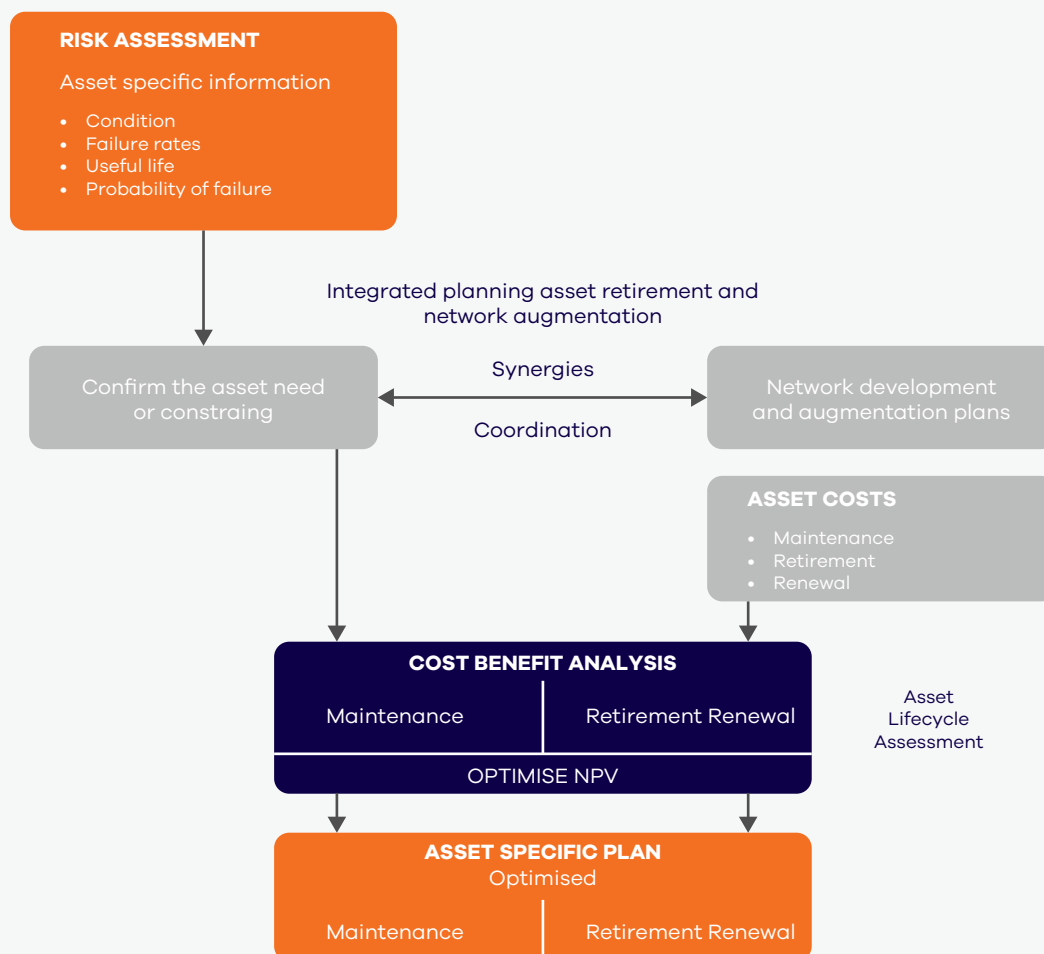 RISK ASSESSMENT
Asset specific information
• Condition
• Failure rates
• Useful life
• Probability of failure
Integrated planning asset retirement and
network augmentation
Confirm the asset need
or constraing
Synergies
Coordination
Network development
and augmentation plans
ASSET COSTS
• Maintenance
• Retirement
• Renewal
COST BENEFIT ANALYSIS
Maintenance
Retirement Renewal
OPTIMISE NPV
Asset
Lifecycle
Assessment
ASSET SPECIFIC PLAN
Optimised
Maintenance
Retirement Renewal